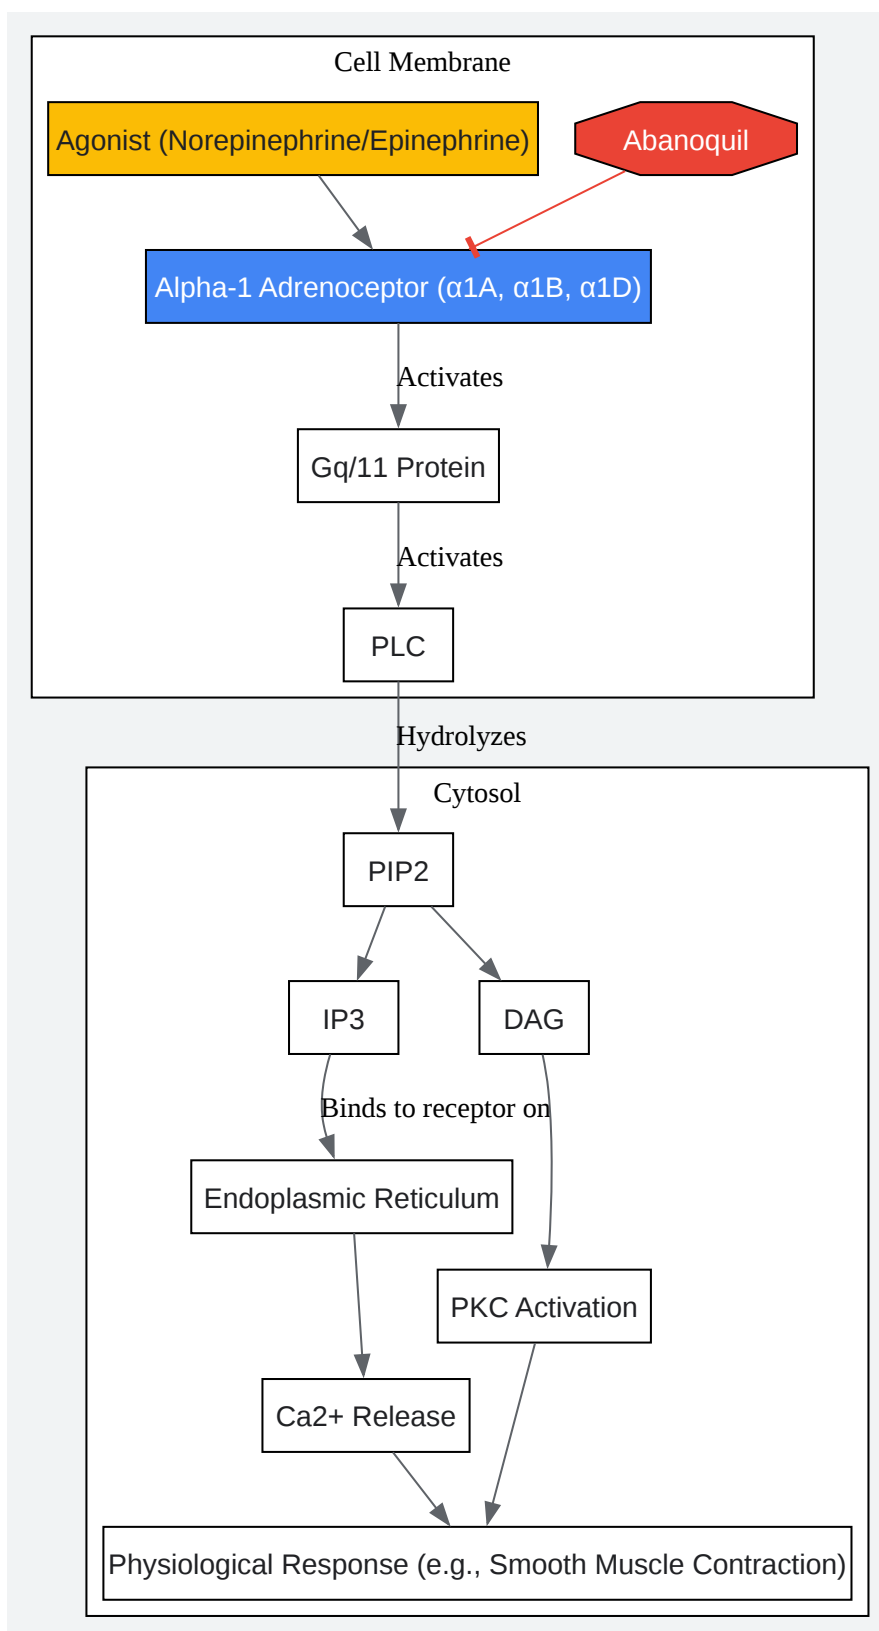 Cell Membrane
Agonist (Norepinephrine/Epinephrine)
Abanoquil
Alpha-1 Adrenoceptor (α1A, α1B, α1D)
Activates
Gq/11 Protein
Activates
PLC
Hydrolyzes
Cytosol
PIP2
IP3
DAG
Binds to receptor on
Endoplasmic Reticulum
PKC Activation
Ca2+ Release
Physiological Response (e.g., Smooth Muscle Contraction)